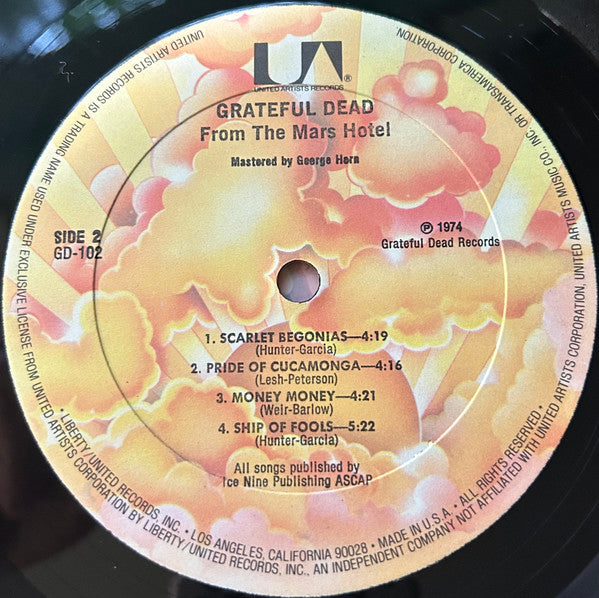 UA
®
UNITED ARTISTS RECORDS
GRATEFUL DEAD
From The Mars Hotel
Mastered by George Horn
SIDE 2
GD-102
℗ 1974
Grateful Dead Records
1. SCARLET BEGONIAS—4:19
(Hunter-Garcia)
2. PRIDE OF CUCAMONGA—4:16
(Lesh-Peterson)
3. MONEY MONEY—4:21
(Weir-Barlow)
4. SHIP OF FOOLS—5:22
(Hunter-Garcia)
All songs published by
Ice Nine Publishing ASCAP
• LIBERTY/UNITED RECORDS, INC. • LOS ANGELES, CALIFORNIA 90028 • MADE IN U.S.A. • ALL RIGHTS RESERVED •
UNITED ARTISTS RECORDS IS A TRADING NAME USED UNDER EXCLUSIVE LICENSE FROM UNITED ARTISTS CORPORATION BY LIBERTY/UNITED RECORDS, INC., AN INDEPENDENT COMPANY NOT AFFILIATED WITH UNITED ARTISTS CORPORATION, UNITED ARTISTS MUSIC CO., INC. OR TRANSAMERICA CORPORATION.